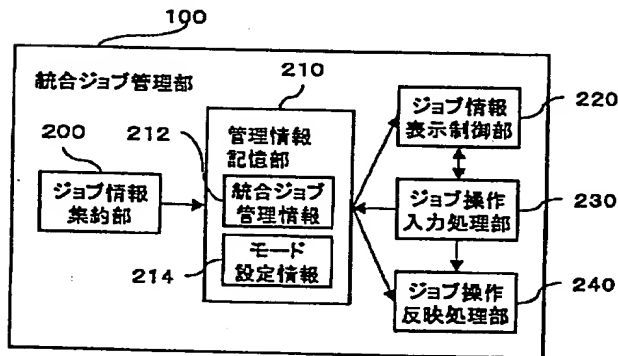 100
統合ジョブ管理部
210
200
ジョブ情報
集約部
212
管理情報
記憶部
統合ジョブ
管理情報
214
モード
設定情報
ジョブ情報
表示制御部
220
ジョブ操作
入力処理部
230
ジョブ操作
反映処理部
240